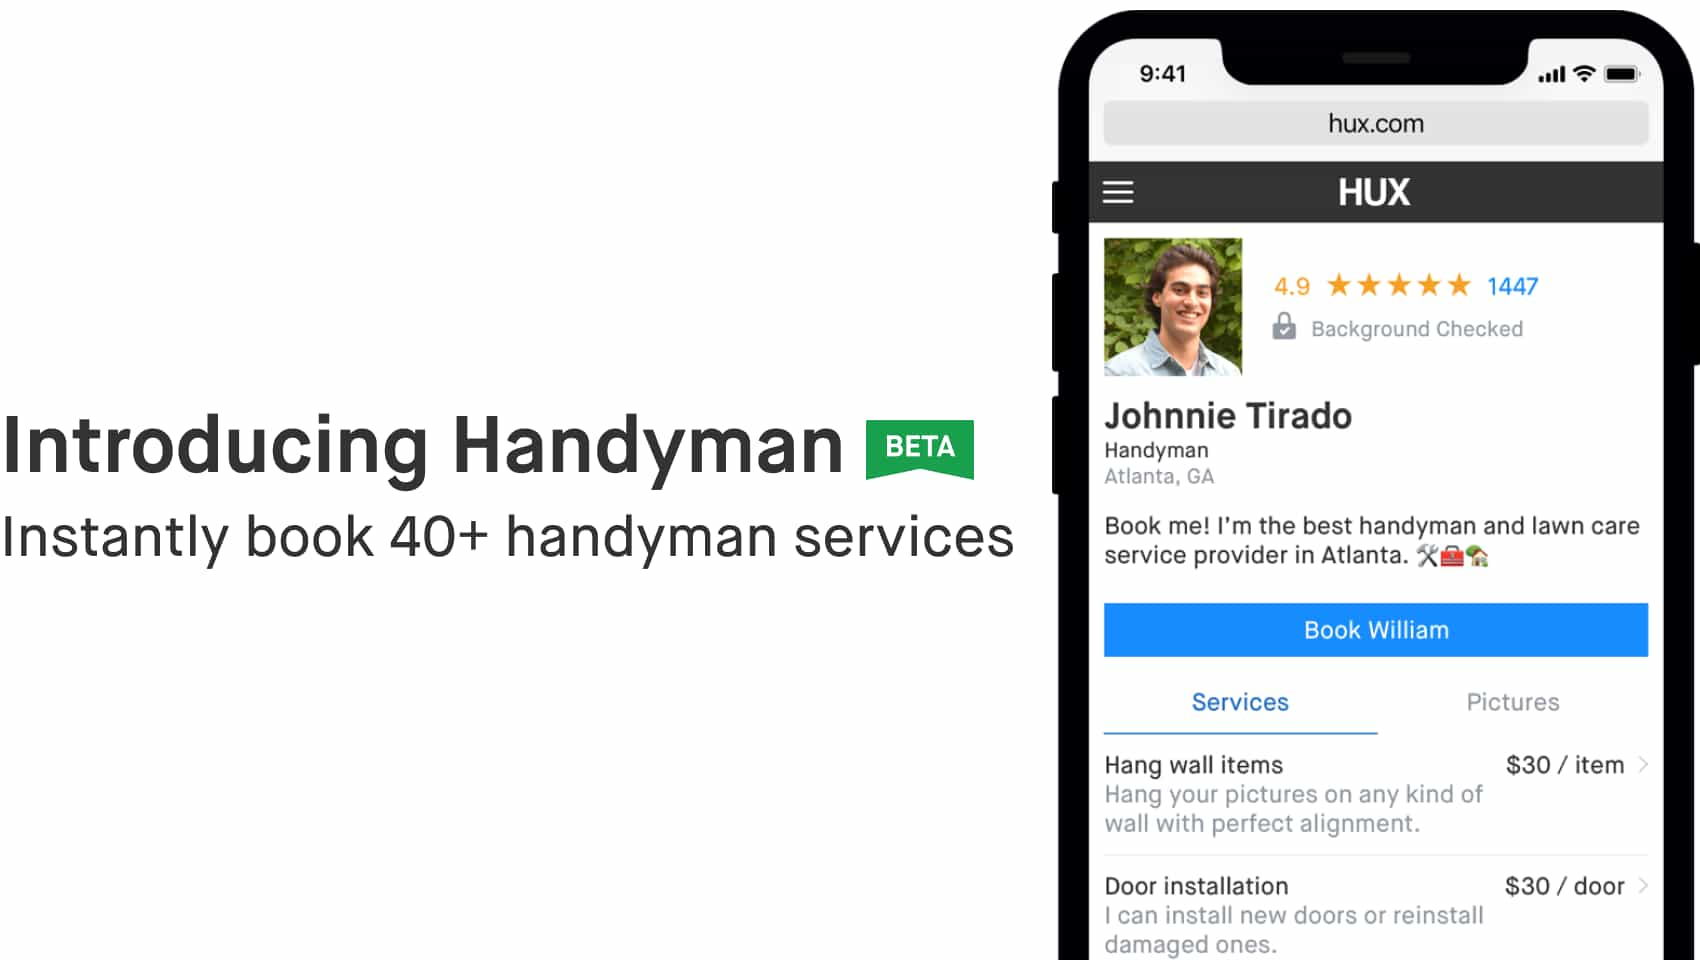 Introducing Handyman BETA
Instantly book 40+ handyman services
9:41
hux.com
HUX
4.9 ★★★★★ 1447
Background Checked
Johnnie Tirado
Handyman
Atlanta, GA
Book me! I'm the best handyman and lawn care
service provider in Atlanta. 🛠️🧰🏡
Book William
Services Pictures
Hang wall items $30 / item
Hang your pictures on any kind of
wall with perfect alignment.
Door installation $30 / door
I can install new doors or reinstall
damaged ones.